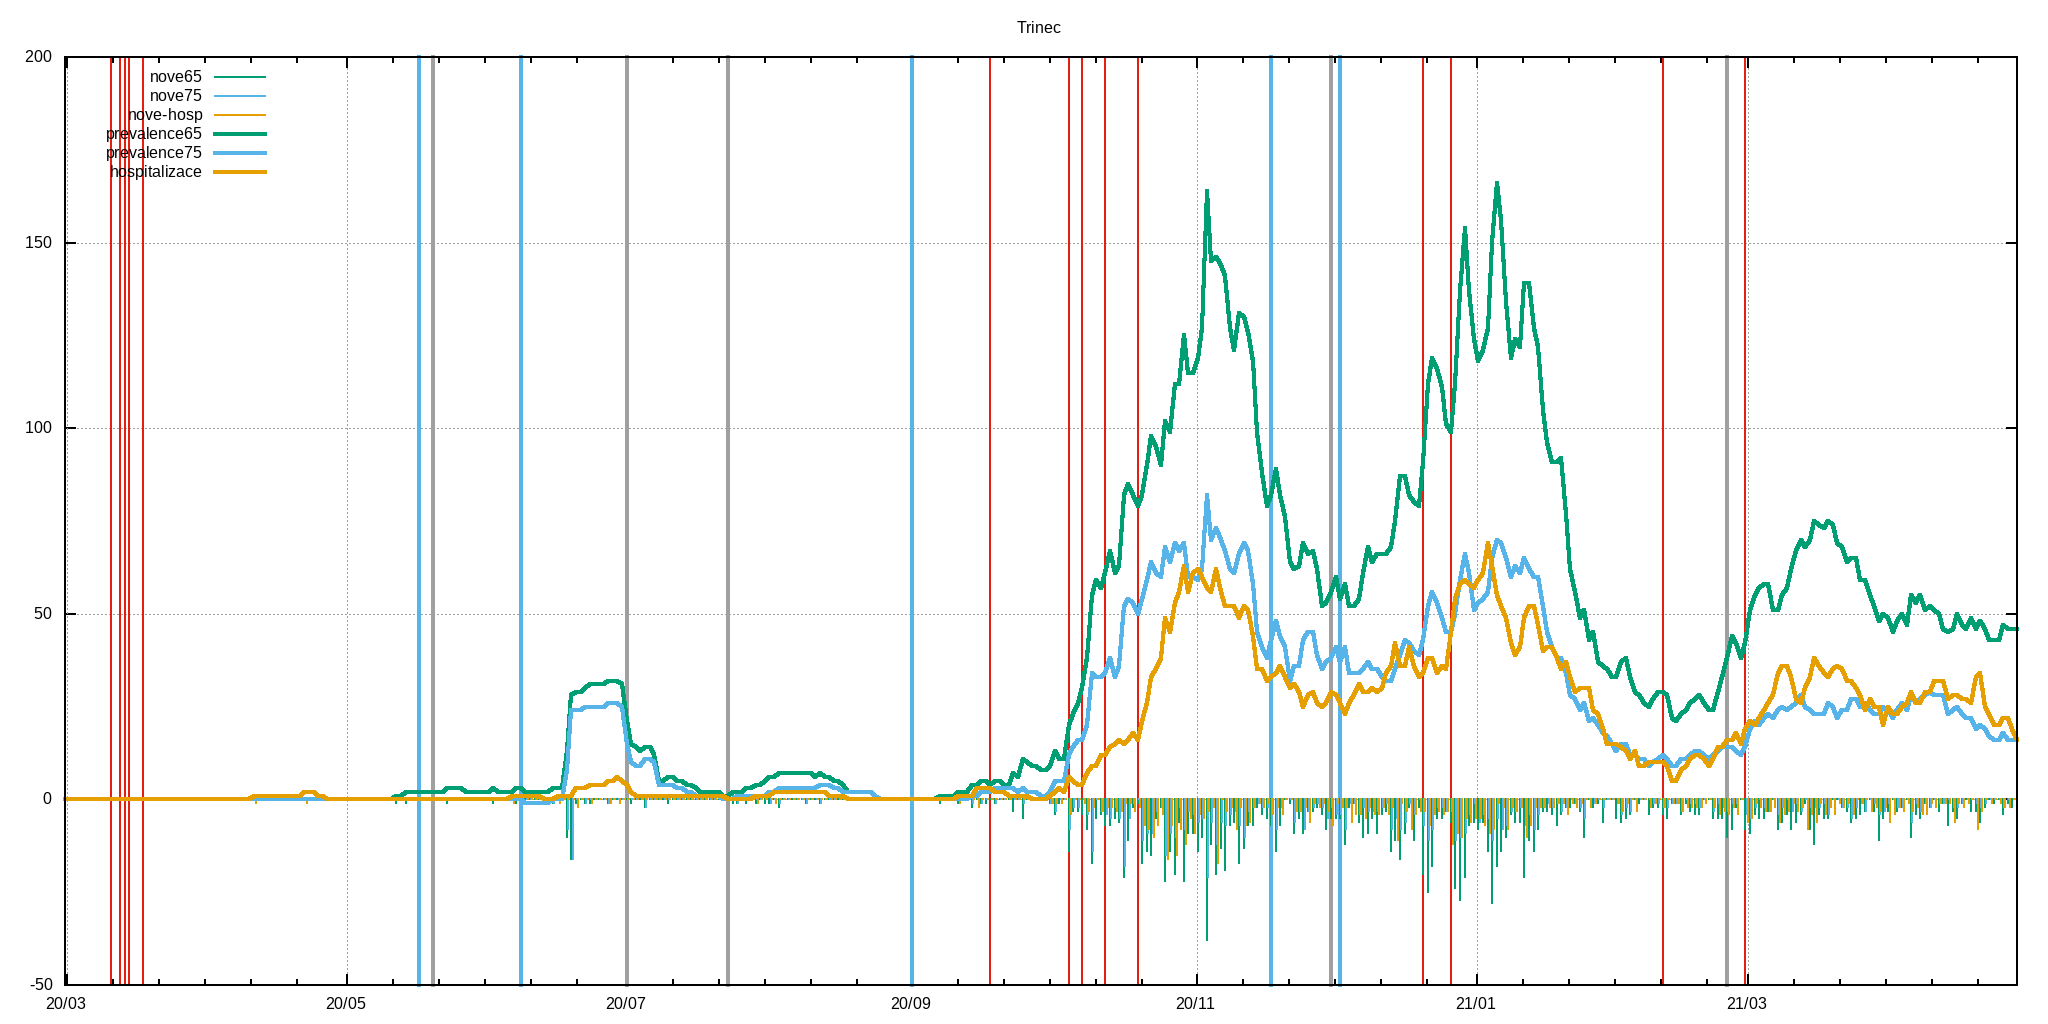 Trinec
200
150
100
50
0
-50
nove65
nove75
nove-hosp
prevalence65
prevalence75
hospitalizace
20/03 20/05 20/07 20/09 20/11 21/01 21/03